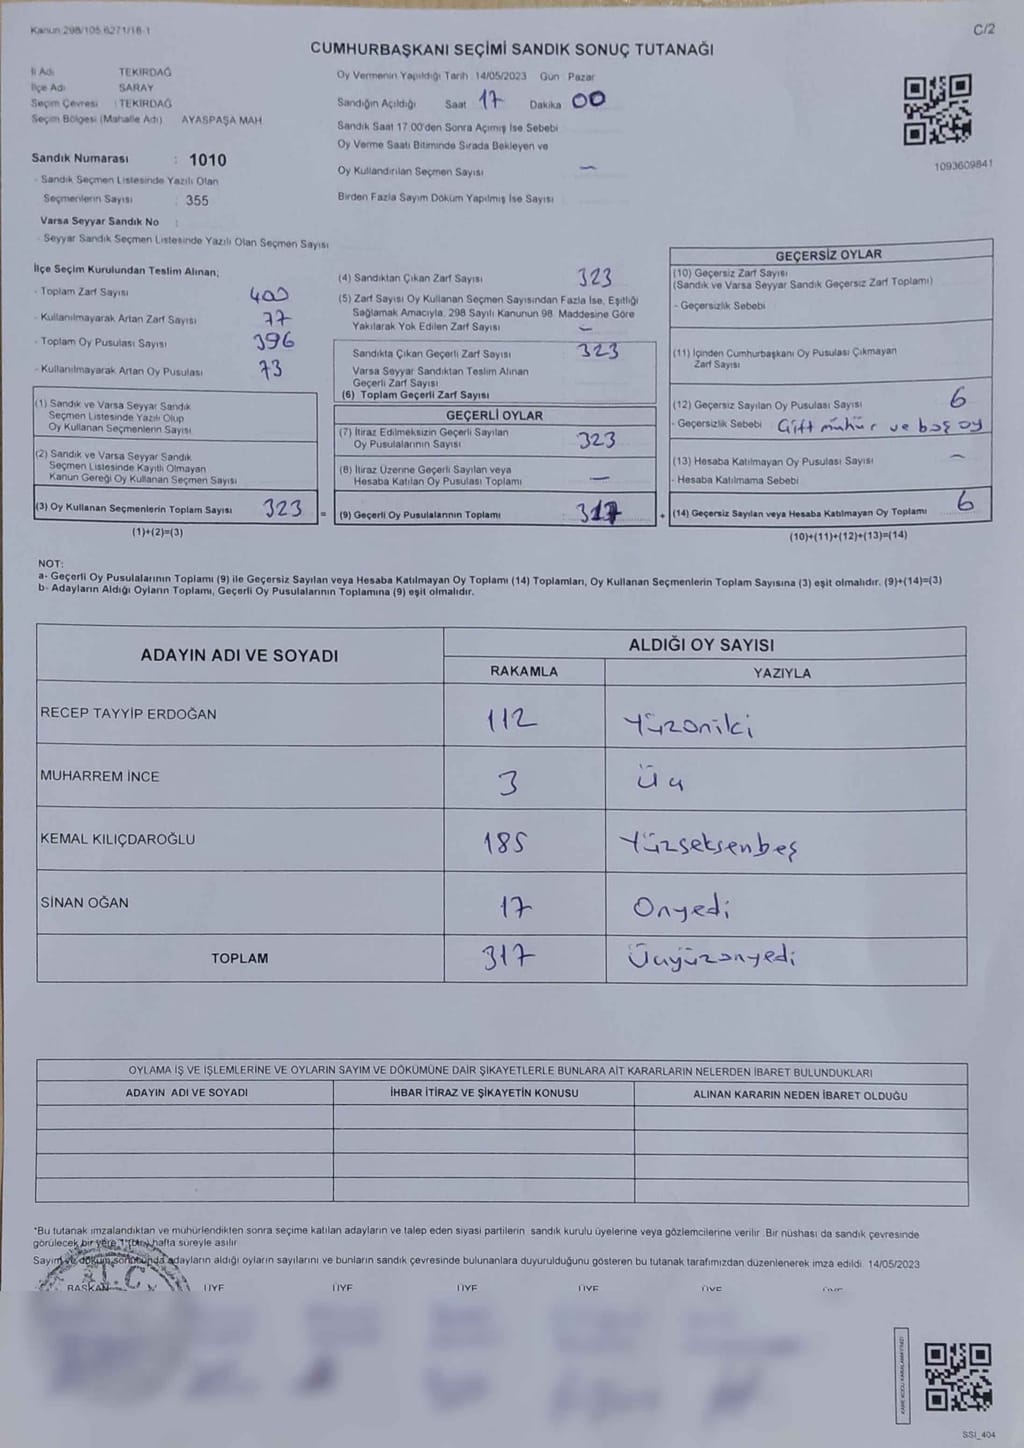 Kanun 298/105 6271/18-1
C/2
CUMHURBAŞKANI SEÇİMİ SANDIK SONUÇ TUTANAĞI
İl Adı : TEKİRDAĞ
İlçe Adı : SARAY
Seçim Çevresi : TEKİRDAĞ
Seçim Bölgesi (Mahalle Adı) AYASPAŞA MAH.
Oy Vermenin Yapıldığı Tarih : 14/05/2023 Gün Pazar
Sandığın Açıldığı Saat 17 Dakika 00
Sandık Saat 17:00'den Sonra Açılmış İse Sebebi
Oy Verme Saati Bitiminde Sırada Bekleyen ve
Oy Kullandırılan Seçmen Sayısı —
Birden Fazla Sayım Döküm Yapılmış İse Sayısı
1093609841
Sandık Numarası : 1010
- Sandık Seçmen Listesinde Yazılı Olan
Seçmenlerin Sayısı : 355
Varsa Seyyar Sandık No :
- Seyyar Sandık Seçmen Listesinde Yazılı Olan Seçmen Sayısı
İlçe Seçim Kurulundan Teslim Alınan;
- Toplam Zarf Sayısı 400
- Kullanılmayarak Artan Zarf Sayısı 77
- Toplam Oy Pusulası Sayısı 396
- Kullanılmayarak Artan Oy Pusulası 73
(1) Sandık ve Varsa Seyyar Sandık
Seçmen Listesinde Yazılı Olup
Oy Kullanan Seçmenlerin Sayısı
(2) Sandık ve Varsa Seyyar Sandık
Seçmen Listesinde Kayıtlı Olmayan
Kanun Gereği Oy Kullanan Seçmen Sayısı
(3) Oy Kullanan Seçmenlerin Toplam Sayısı 323
(1)+(2)=(3)
(4) Sandıktan Çıkan Zarf Sayısı 323
(5) Zarf Sayısı Oy Kullanan Seçmen Sayısından Fazla İse, Eşitliği
Sağlamak Amacıyla, 298 Sayılı Kanunun 98. Maddesine Göre
Yakılarak Yok Edilen Zarf Sayısı —
Sandıkta Çıkan Geçerli Zarf Sayısı 323
Varsa Seyyar Sandıktan Teslim Alınan
Geçerli Zarf Sayısı
(6) Toplam Geçerli Zarf Sayısı
GEÇERLİ OYLAR
(7) İtiraz Edilmeksizin Geçerli Sayılan
Oy Pusulalarının Sayısı 323
(8) İtiraz Üzerine Geçerli Sayılan veya
Hesaba Katılan Oy Pusulası Toplamı —
= (9) Geçerli Oy Pusulalarının Toplamı 317
GEÇERSİZ OYLAR
(10) Geçersiz Zarf Sayısı
(Sandık ve Varsa Seyyar Sandık Geçersiz Zarf Toplamı)
- Geçersizlik Sebebi
(11) İçinden Cumhurbaşkanı Oy Pusulası Çıkmayan
Zarf Sayısı
(12) Geçersiz Sayılan Oy Pusulası Sayısı 6
- Geçersizlik Sebebi Çift mühür ve boş oy
(13) Hesaba Katılmayan Oy Pusulası Sayısı —
- Hesaba Katılmama Sebebi
+ (14) Geçersiz Sayılan veya Hesaba Katılmayan Oy Toplamı 6
(10)+(11)+(12)+(13)=(14)
NOT:
a- Geçerli Oy Pusulalarının Toplamı (9) ile Geçersiz Sayılan veya Hesaba Katılmayan Oy Toplamı (14) Toplamları, Oy Kullanan Seçmenlerin Toplam Sayısına (3) eşit olmalıdır. (9)+(14)=(3)
b- Adayların Aldığı Oyların Toplamı, Geçerli Oy Pusulalarının Toplamına (9) eşit olmalıdır.
ADAYIN ADI VE SOYADI
ALDIĞI OY SAYISI
RAKAMLA YAZIYLA
RECEP TAYYİP ERDOĞAN 112 Yüzoniki
MUHARREM İNCE 3 Üç
KEMAL KILIÇDAROĞLU 185 Yüzseksenbeş
SİNAN OĞAN 17 Onyedi
TOPLAM 317 Üçyüzonyedi
OYLAMA İŞ VE İŞLEMLERİNE VE OYLARIN SAYIM VE DÖKÜMÜNE DAİR ŞİKAYETLERLE BUNLARA AİT KARARLARIN NELERDEN İBARET BULUNDUKLARI
ADAYIN ADI VE SOYADI İHBAR İTİRAZ VE ŞİKAYETİN KONUSU ALINAN KARARIN NEDEN İBARET OLDUĞU
*Bu tutanak imzalandıktan ve mühürlendikten sonra seçime katılan adayların ve talep eden siyasi partilerin sandık kurulu üyelerine veya gözlemcilerine verilir. Bir nüshası da sandık çevresinde
görülecek bir yere 1 (bir) hafta süreyle asılır.
Sayım ve döküm sonucunda adayların aldığı oyların sayılarını ve bunların sandık çevresinde bulunanlara duyurulduğunu gösteren bu tutanak tarafımızdan düzenlenerek imza edildi. 14/05/2023
T.C.
BAŞKAN ÜYE ÜYE ÜYE ÜYE ÜYE ÜYE
SSI_404